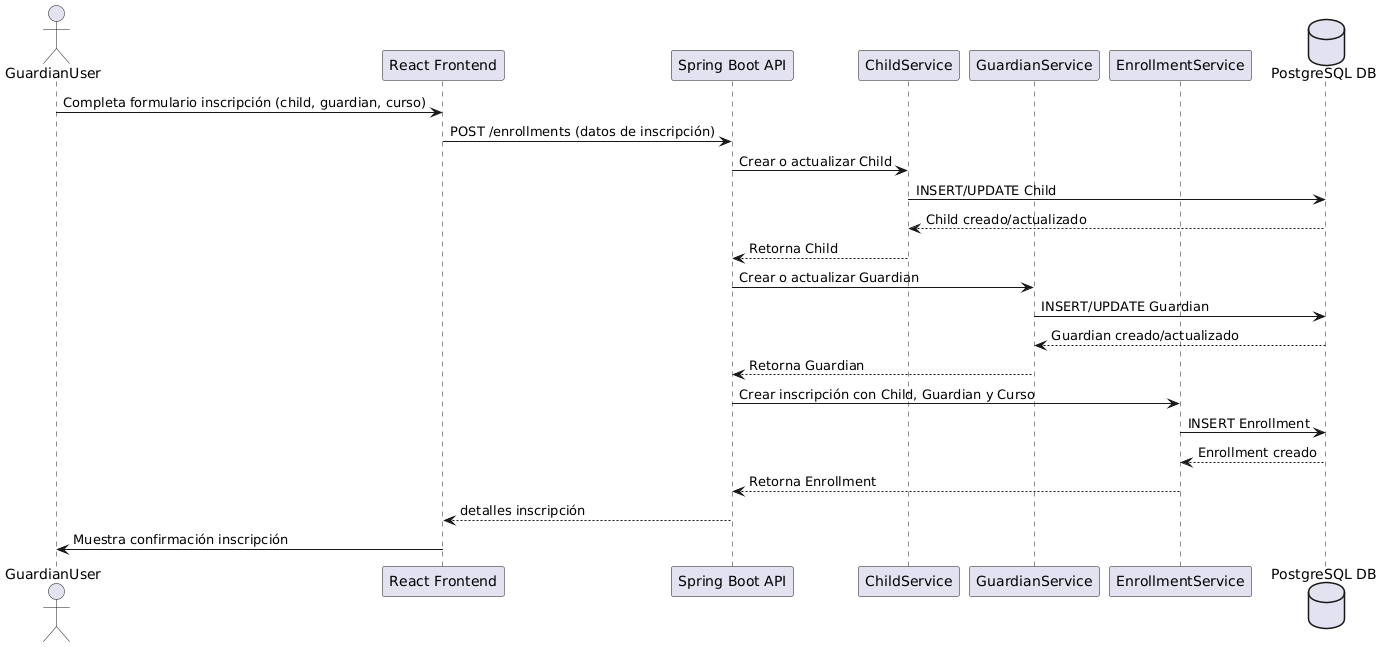 GuardianUser
React Frontend
Spring Boot API
ChildService
GuardianService
EnrollmentService
PostgreSQL DB
Completa formulario inscripción (child, guardian, curso)
POST /enrollments (datos de inscripción)
Crear o actualizar Child
INSERT/UPDATE Child
Child creado/actualizado
Retorna Child
Crear o actualizar Guardian
INSERT/UPDATE Guardian
Guardian creado/actualizado
Retorna Guardian
Crear inscripción con Child, Guardian y Curso
INSERT Enrollment
Enrollment creado
Retorna Enrollment
detalles inscripción
Muestra confirmación inscripción
GuardianUser
React Frontend
Spring Boot API
ChildService
GuardianService
EnrollmentService
PostgreSQL DB